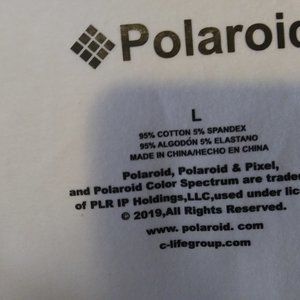 Polaroid
L
95% COTTON 5% SPANDEX
95% ALGODÓN 5% ELASTANO
MADE IN CHINA/HECHO EN CHINA
Polaroid, Polaroid & Pixel,
and Polaroid Color Spectrum are trade
of PLR IP Holdings,LLC,used under lic
© 2019,All Rights Reserved.
www. polaroid. com
c-lifegroup.com